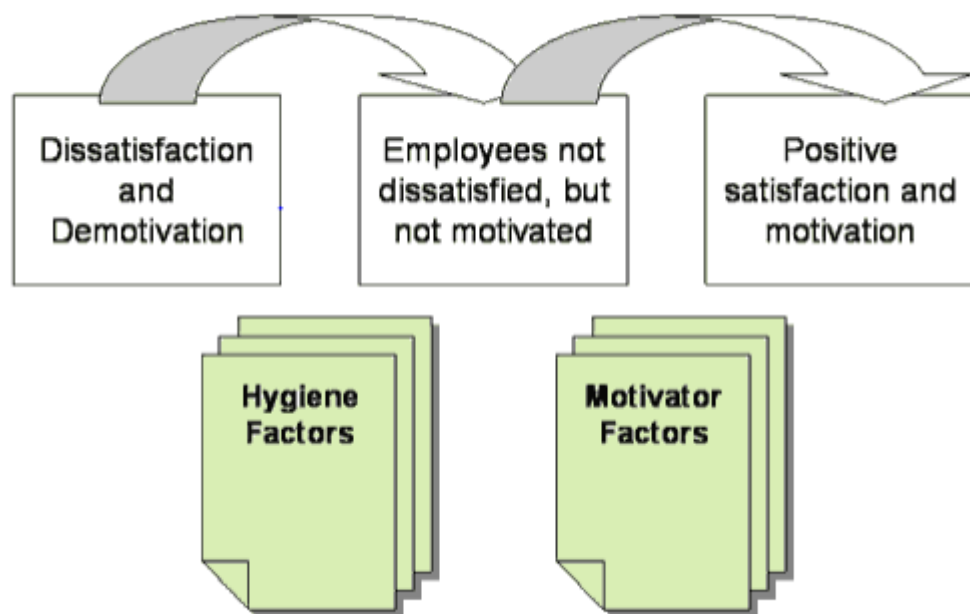 Dissatisfaction
and
Demotivation
Employees not
dissatisfied, but
not motivated
Positive
satisfaction and
motivation
Hygiene
Factors
Motivator
Factors